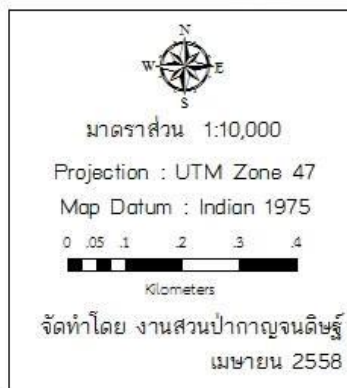 N
W E
S
มาตราส่วน 1:10,000
Projection : UTM Zone 47
Map Datum : Indian 1975
0 .05 .1 .2 .3 .4
Kilometers
จัดทำโดย งานสวนป่ากาญจนดิษฐ์
เมษายน 2558